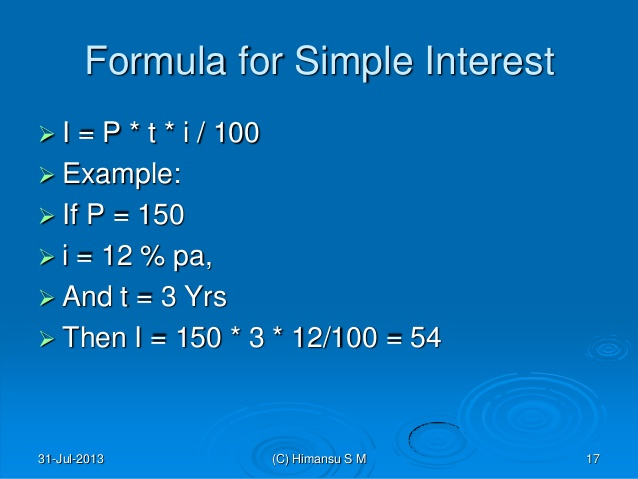 Formula for Simple Interest
I = P * t * i / 100
Example:
If P = 150
i = 12 % pa,
And t = 3 Yrs
Then I = 150 * 3 * 12/100 = 54
31-Jul-2013 (C) Himansu S M 17